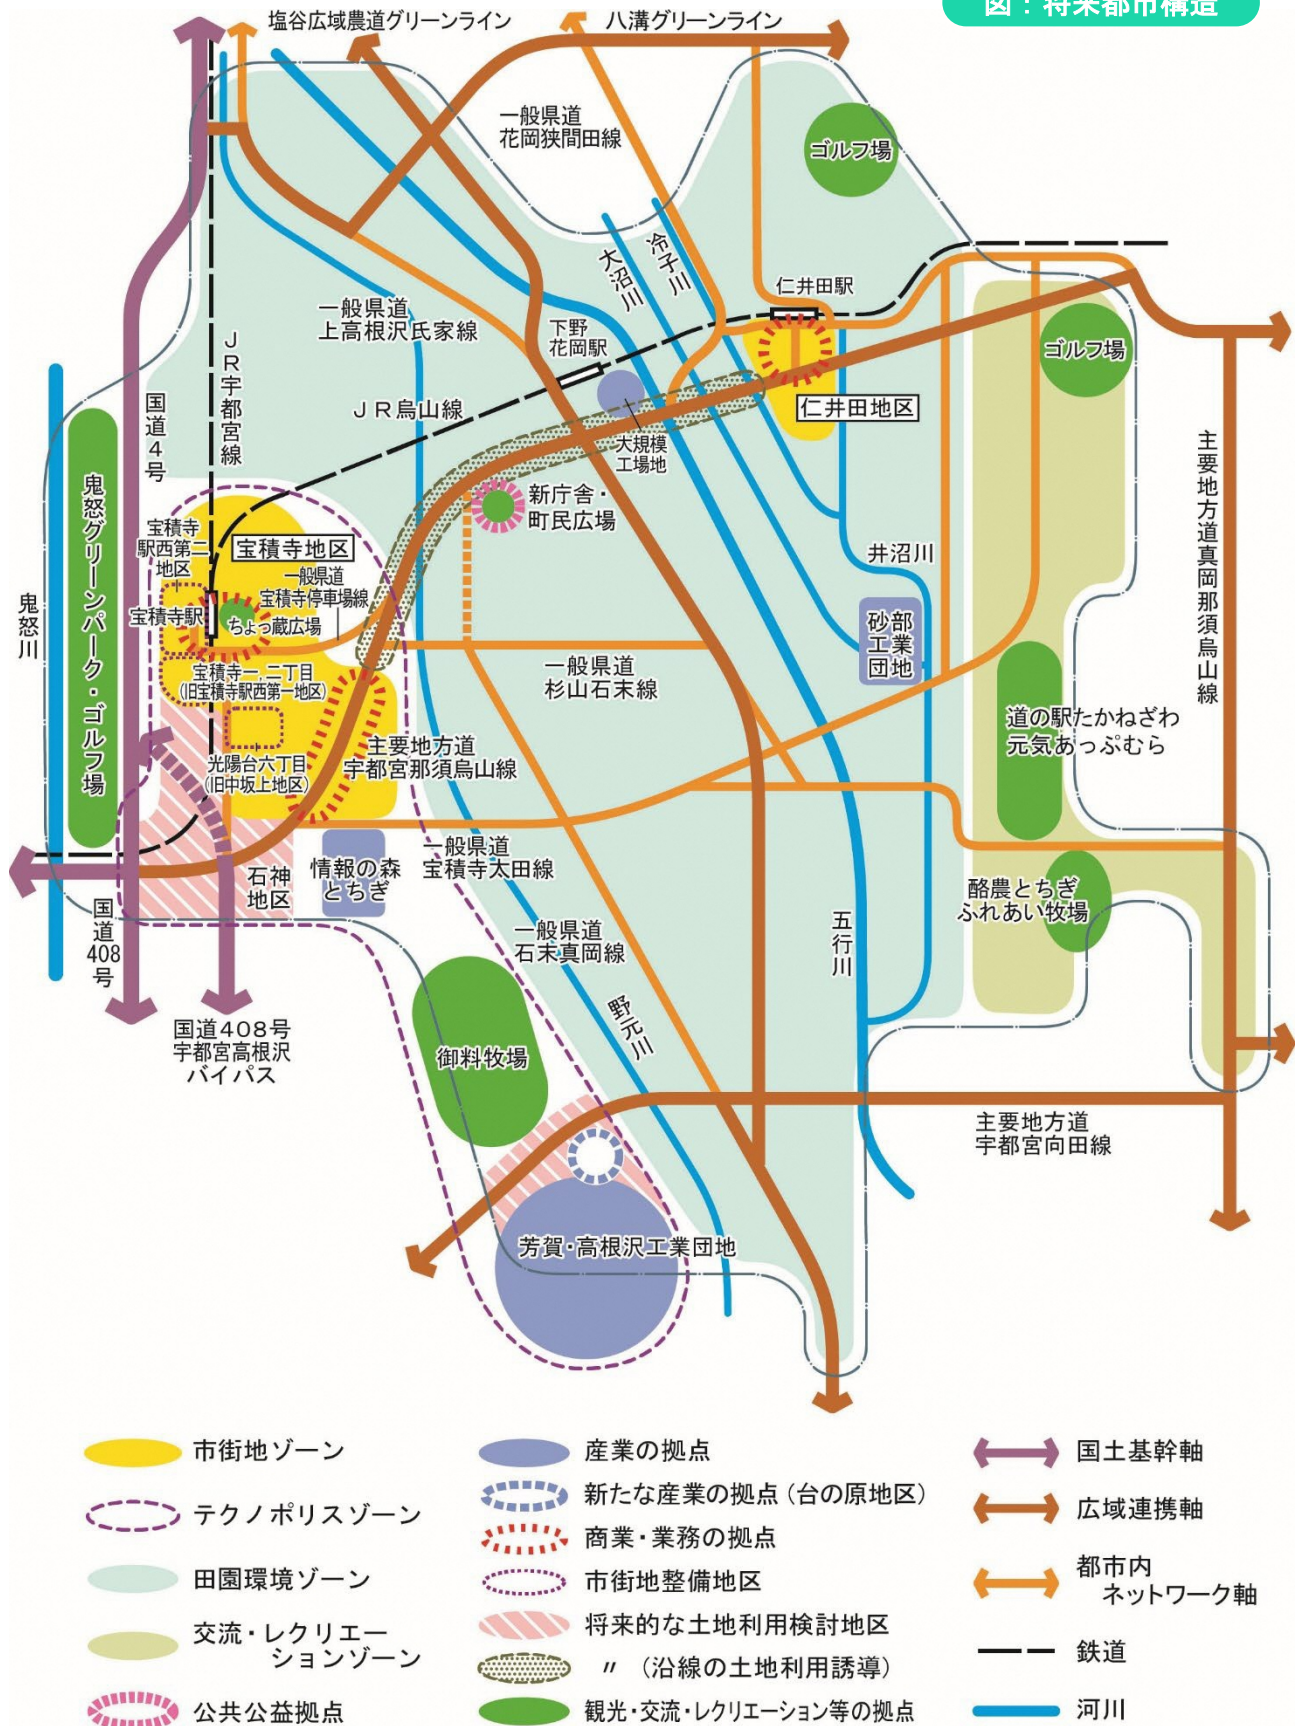 図：将来都市構造
塩谷広域農道グリーンライン
八溝グリーンライン
一般県道
花岡狭間田線
ゴルフ場
冷子川
大沼川
仁井田駅
一般県道
上高根沢氏家線
下野
花岡駅
ＪＲ宇都宮線
ゴルフ場
国道４号
ＪＲ烏山線
仁井田地区
大規模
工場地
主要地方道真岡那須烏山線
鬼怒グリーンパーク・ゴルフ場
新庁舎・
町民広場
宝積寺
駅西第二
地区
宝積寺地区
井沼川
一般県道
宝積寺停車場線
鬼怒川
宝積寺駅
ちょっ蔵広場
砂部
工業
団地
宝積寺一,二丁目
(旧宝積寺駅西第一地区)
一般県道
杉山石末線
道の駅たかねざわ
元気あっぷむら
主要地方道
宇都宮那須烏山線
光陽台六丁目
(旧中坂上地区)
一般県道
宝積寺太田線
情報の森
とちぎ
石神
地区
酪農とちぎ
ふれあい牧場
国道408号
一般県道
石末真岡線
五行川
野元川
国道４０８号
宇都宮高根沢
バイパス
御料牧場
主要地方道
宇都宮向田線
芳賀・高根沢工業団地
市街地ゾーン
テクノポリスゾーン
田園環境ゾーン
交流・レクリエー
ションゾーン
公共公益拠点
産業の拠点
新たな産業の拠点（台の原地区）
商業・業務の拠点
市街地整備地区
将来的な土地利用検討地区
〃（沿線の土地利用誘導）
観光・交流・レクリエーション等の拠点
国土基幹軸
広域連携軸
都市内
ネットワーク軸
鉄道
河川